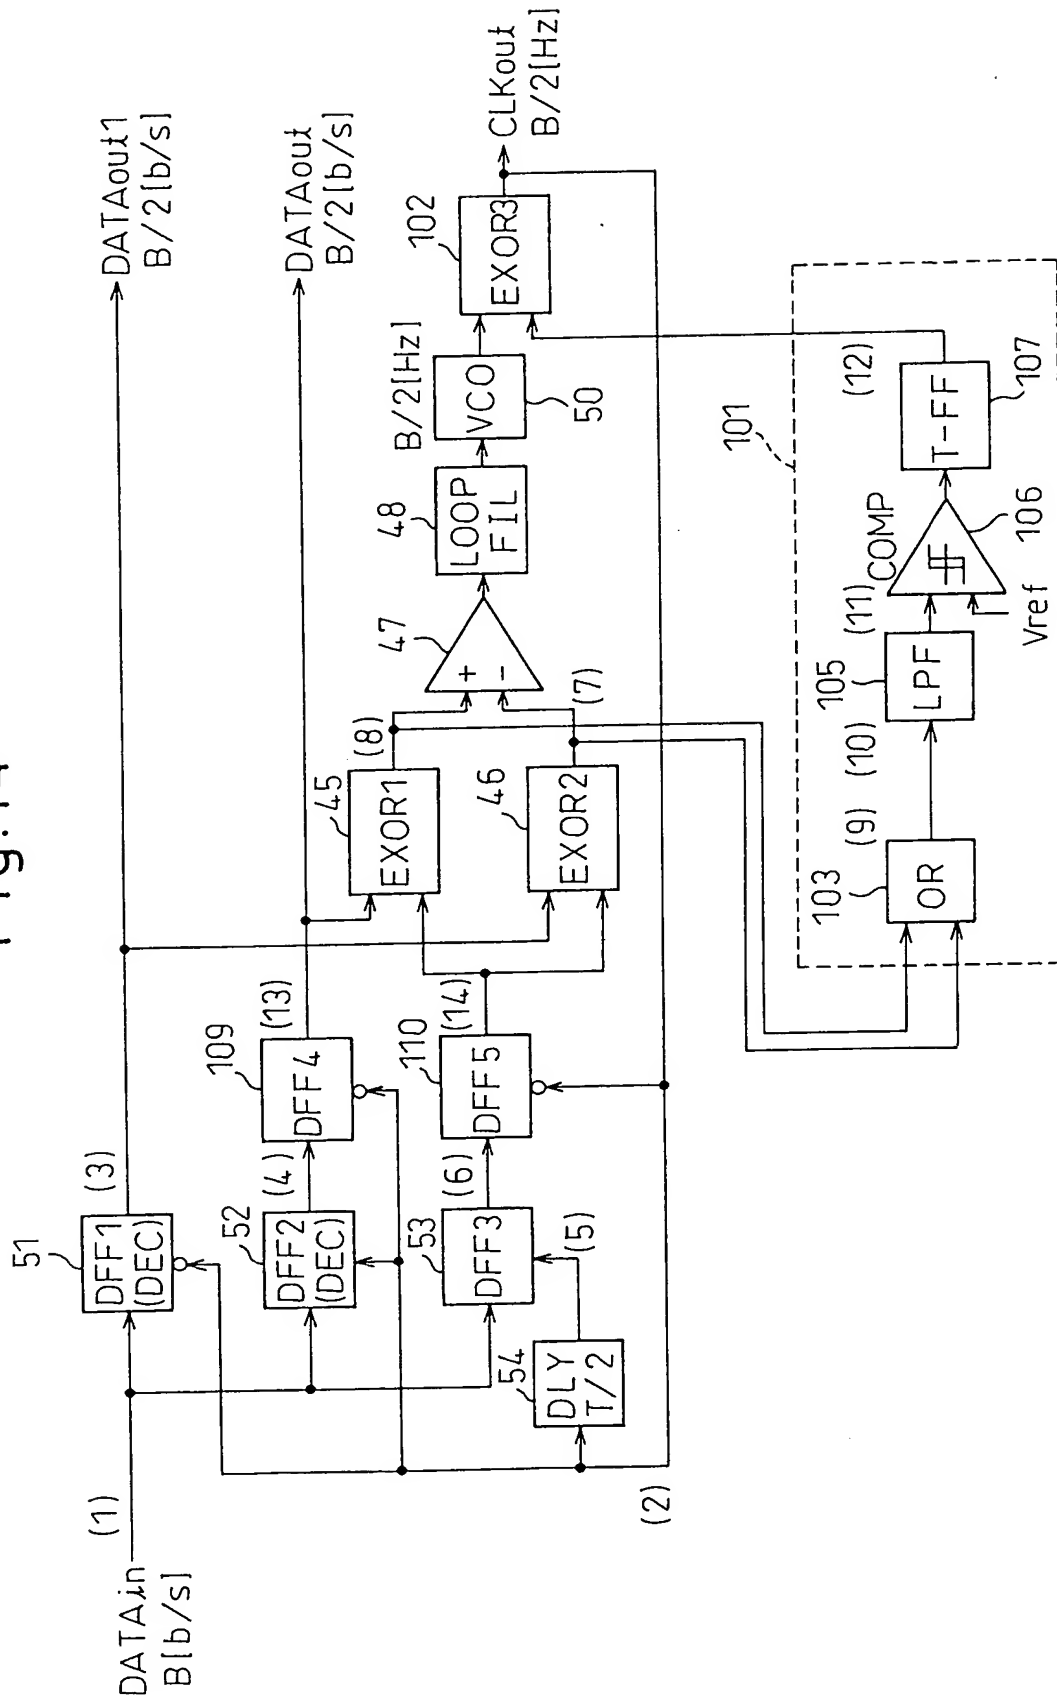 DATAin
B[b/s]
(1)
51
DFF1
(DEC)
(3)
DATAout1
B/2[b/s]
52
DFF2
(DEC)
(4)
109
DFF4
(13)
DATAout
B/2[b/s]
54
DLY
T/2
(5)
53
DFF3
(6)
110
DFF5
(14)
(2)
45
EXOR1
(8)
46
EXOR2
(7)
47
+
-
48
LOOP
FIL
B/2[Hz]
VCO
50
102
EXOR3
CLKout
B/2[Hz]
101
103
OR
(9)
(10)
105
LPF
(11)
COMP
Vref
106
T-FF
(12)
107